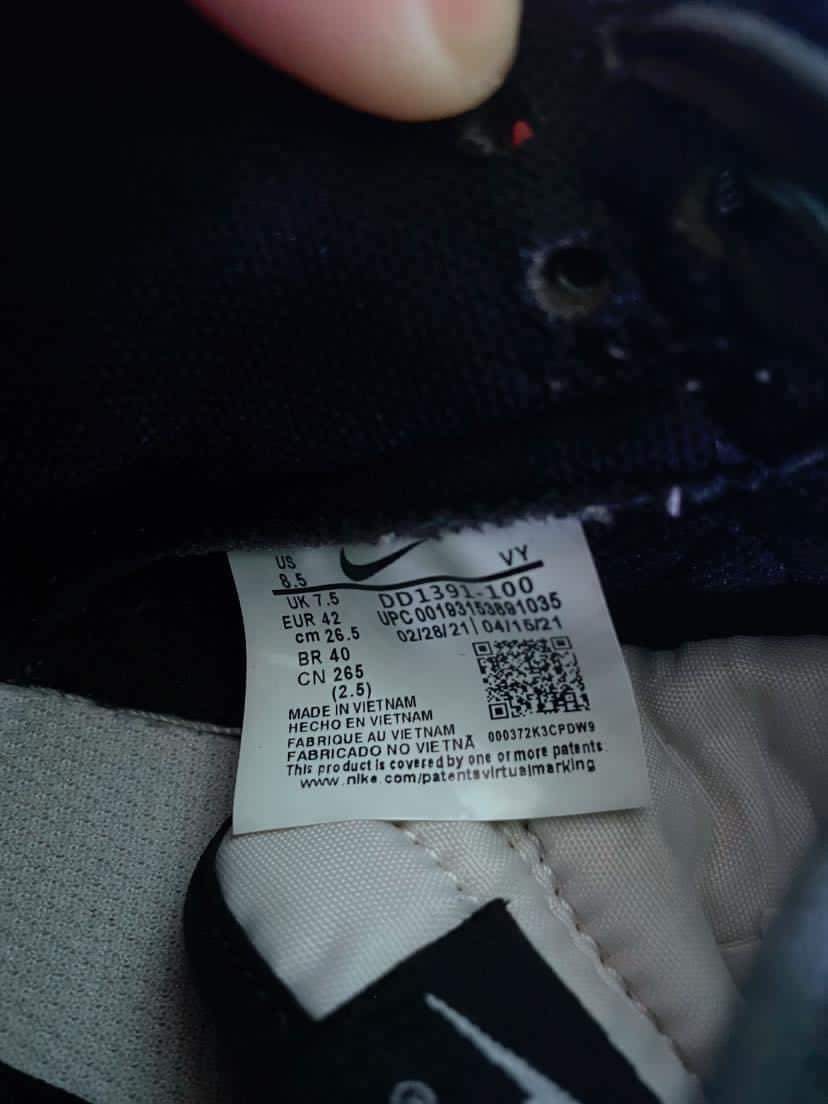 US
8.5
VY
UK 7.5 DD1391-100
EUR 42 UPC 00193153891035
cm 26.5 02/28/21 | 04/15/21
BR 40
CN 265
(2.5)
MADE IN VIETNAM
HECHO EN VIETNAM
FABRIQUE AU VIETNAM
FABRICADO NO VIETNÃ 000372K3CPDW9
This product is covered by one or more patents:
www.nike.com/patentsvirtualmarking